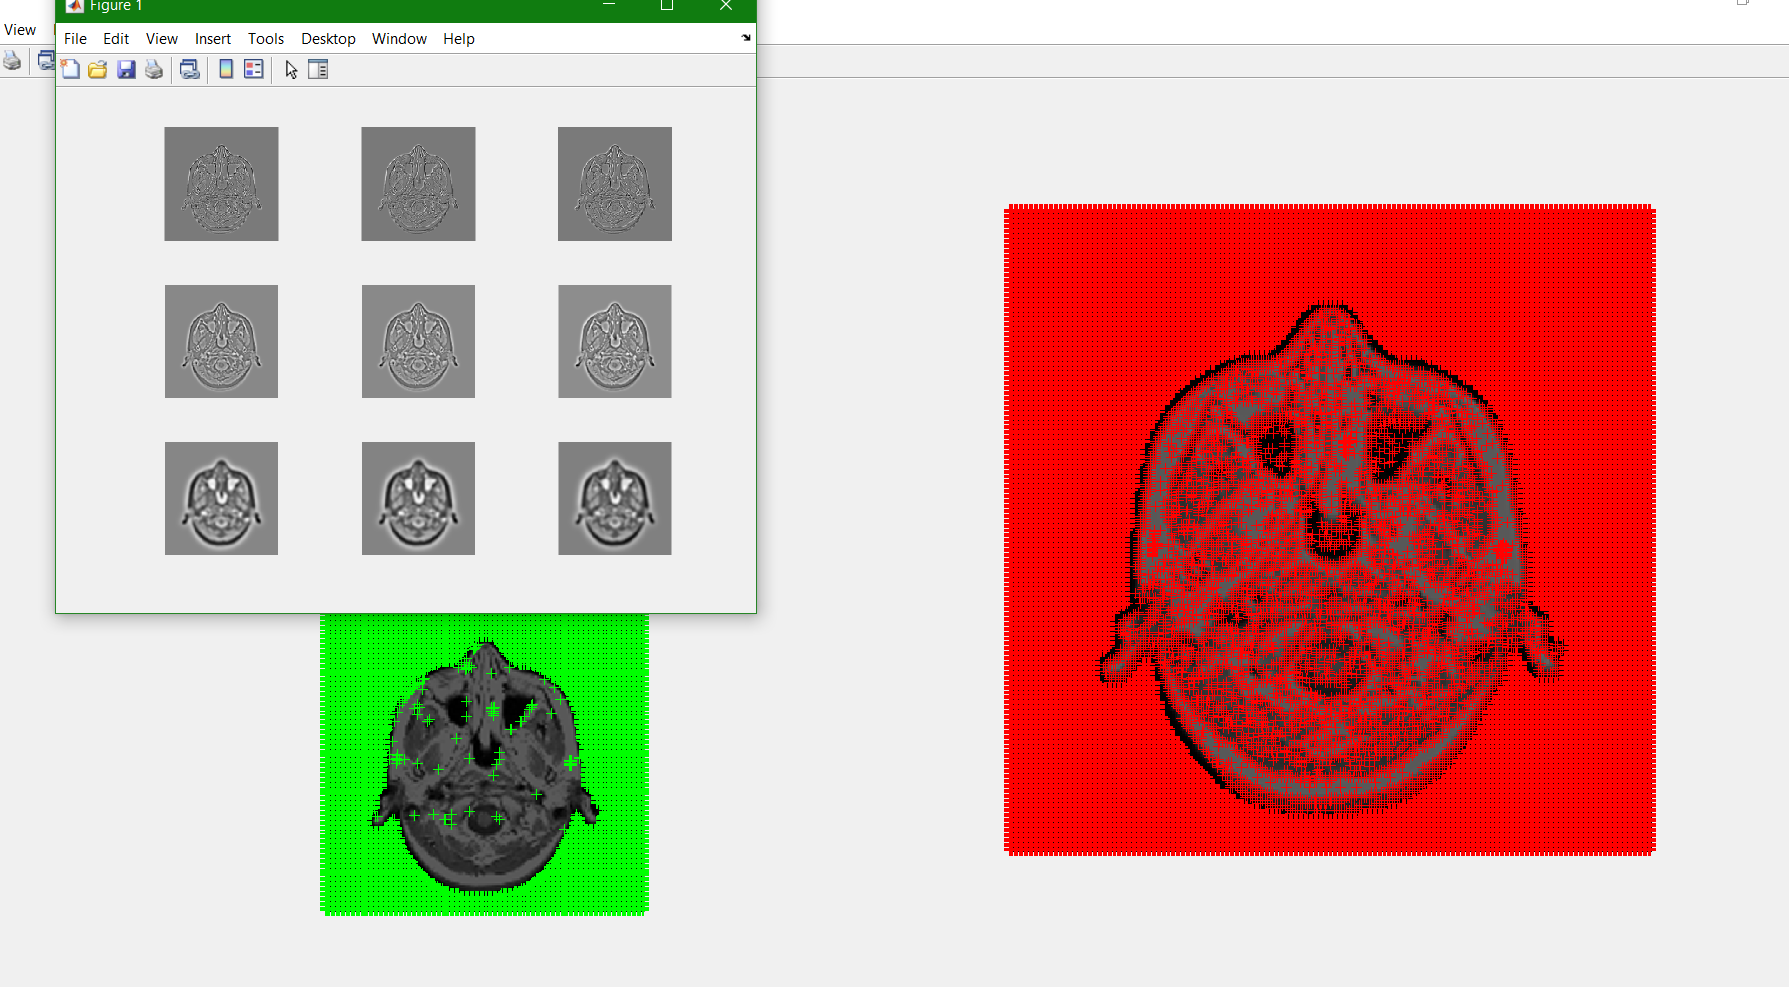 Figure 1
View
File Edit View Insert Tools Desktop Window Help